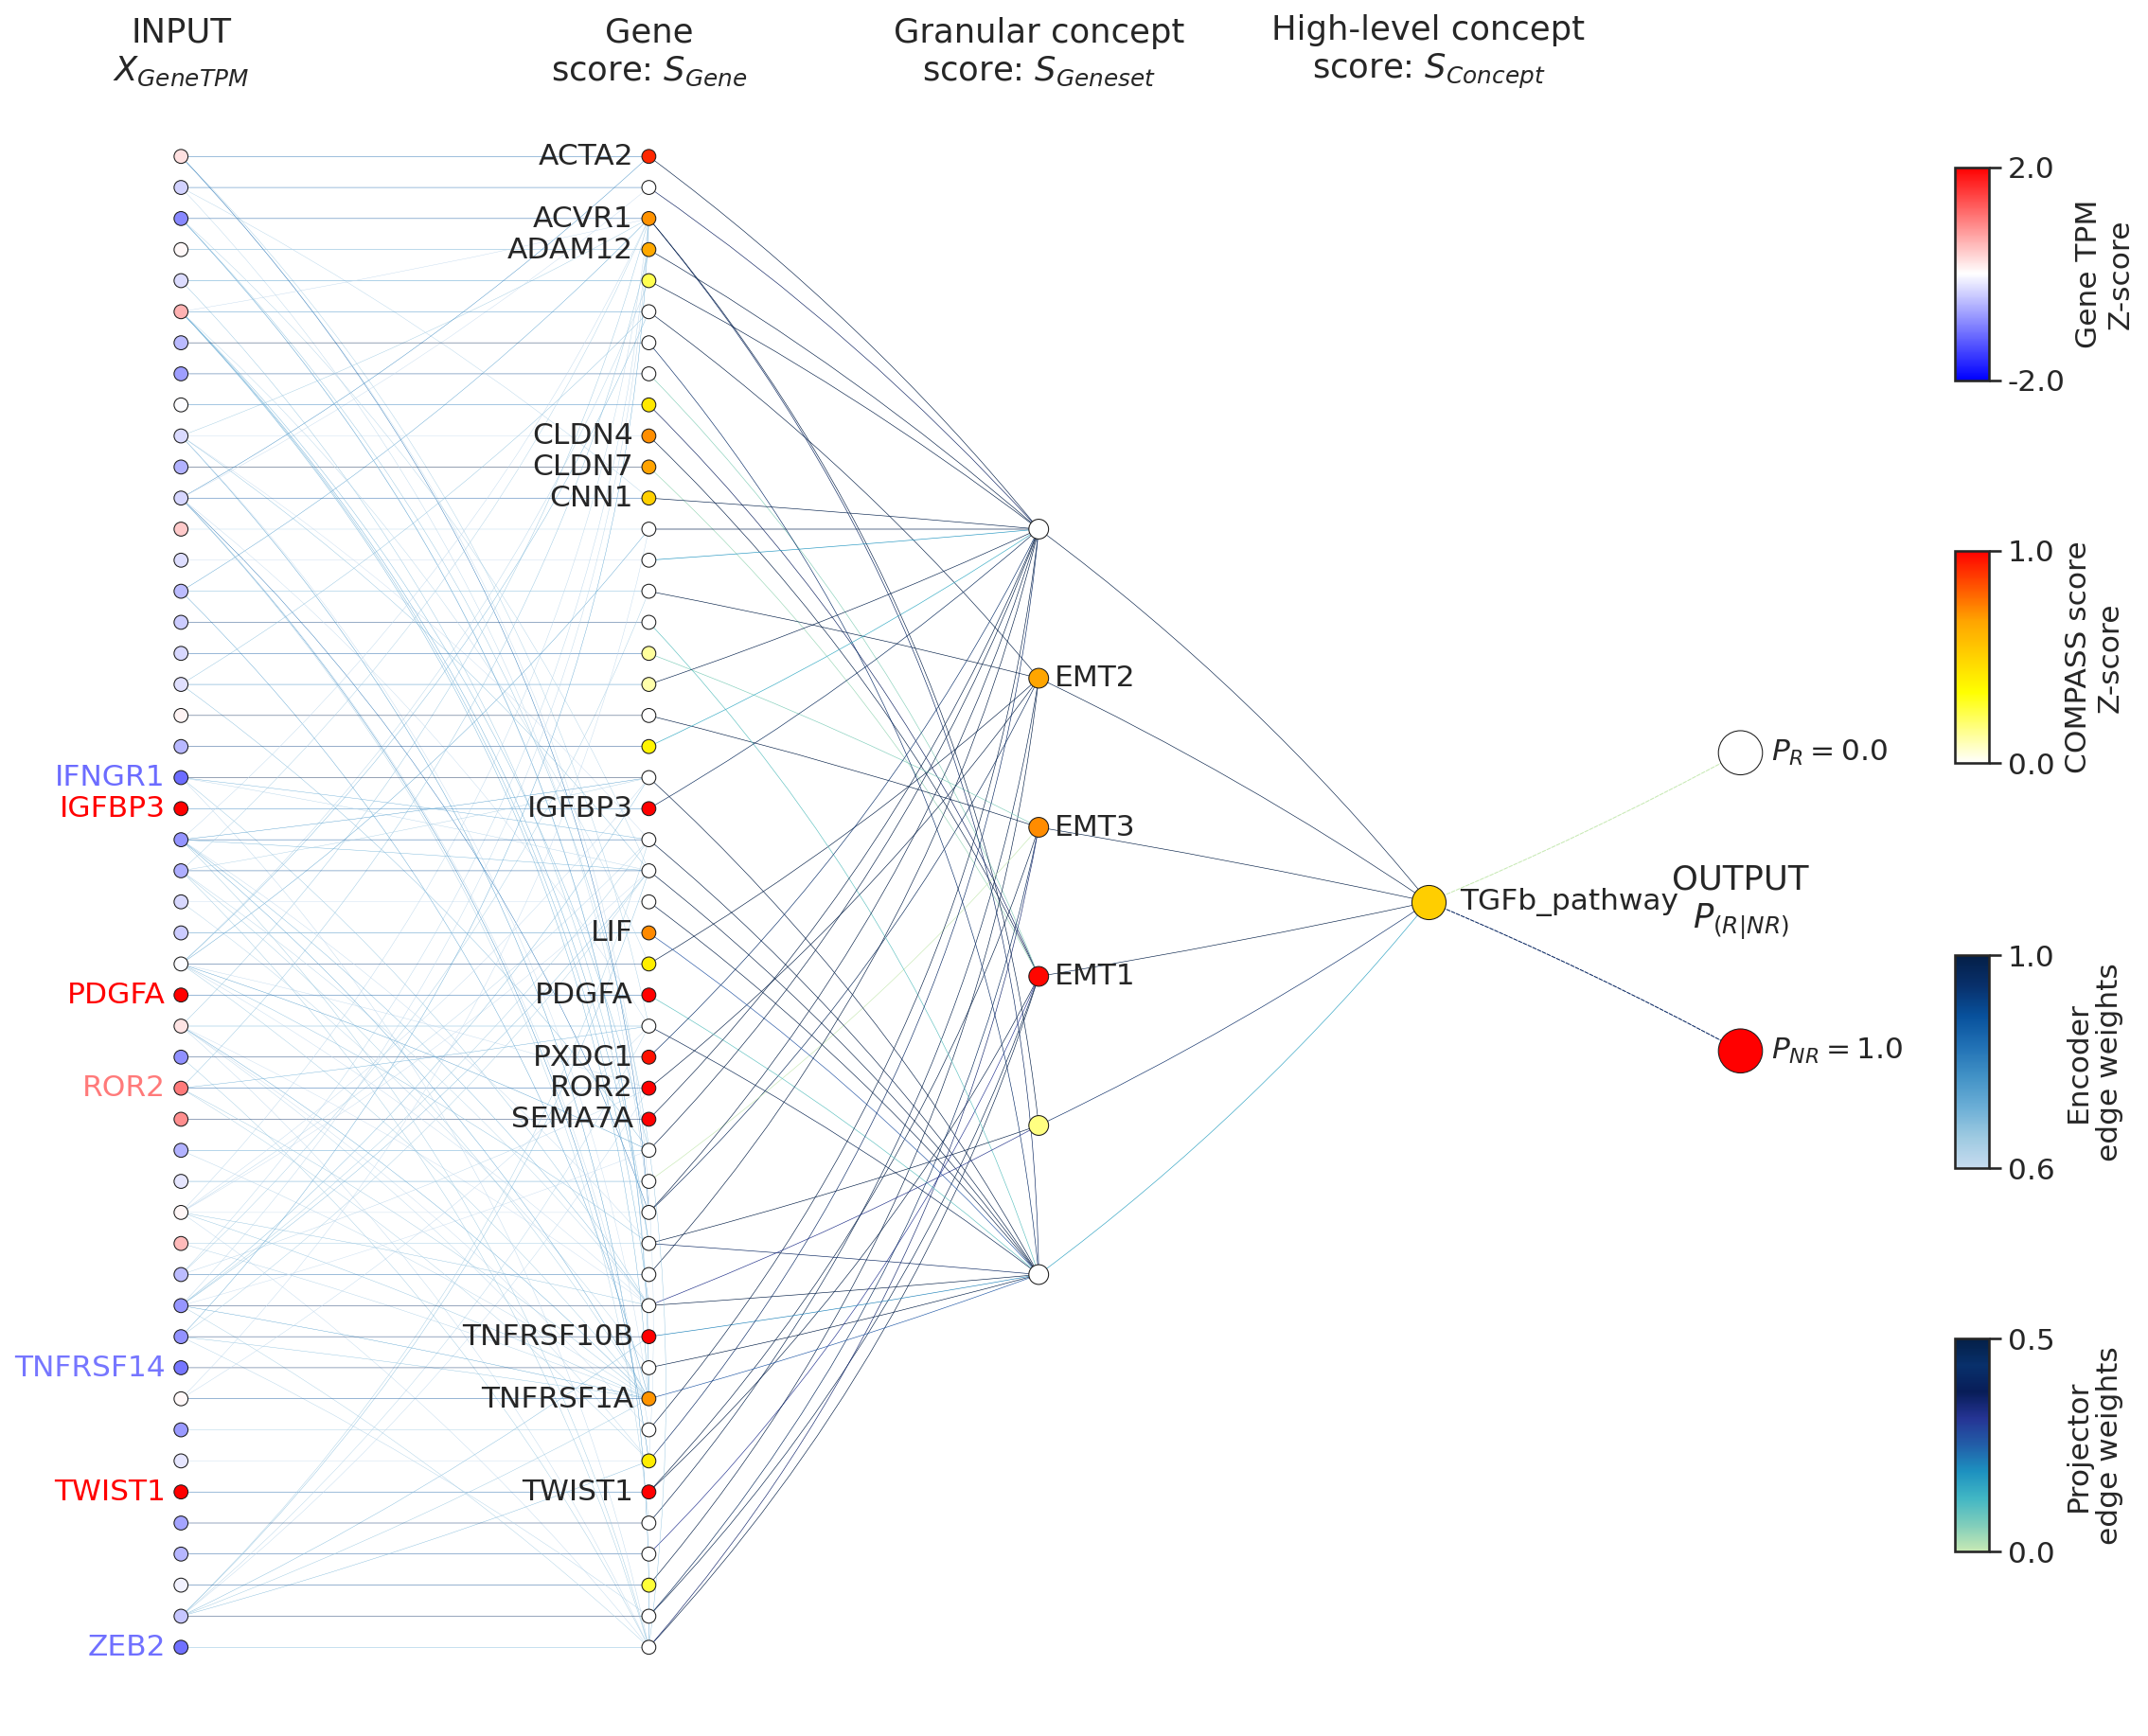 INPUT
X_GeneTPM
Gene
score: S_Gene
Granular concept
score: S_Geneset
High-level concept
score: S_Concept
IFNGR1
IGFBP3
PDGFA
ROR2
TNFRSF14
TWIST1
ZEB2
ACTA2
ACVR1
ADAM12
CLDN4
CLDN7
CNN1
IGFBP3
LIF
PDGFA
PXDC1
ROR2
SEMA7A
TNFRSF10B
TNFRSF1A
TWIST1
EMT2
EMT3
EMT1
TGFb_pathway
P_R = 0.0
OUTPUT
P_(R|NR)
P_NR = 1.0
2.0
-2.0
Gene TPM
Z-score
1.0
0.0
COMPASS score
Z-score
1.0
0.6
Encoder
edge weights
0.5
0.0
Projector
edge weights